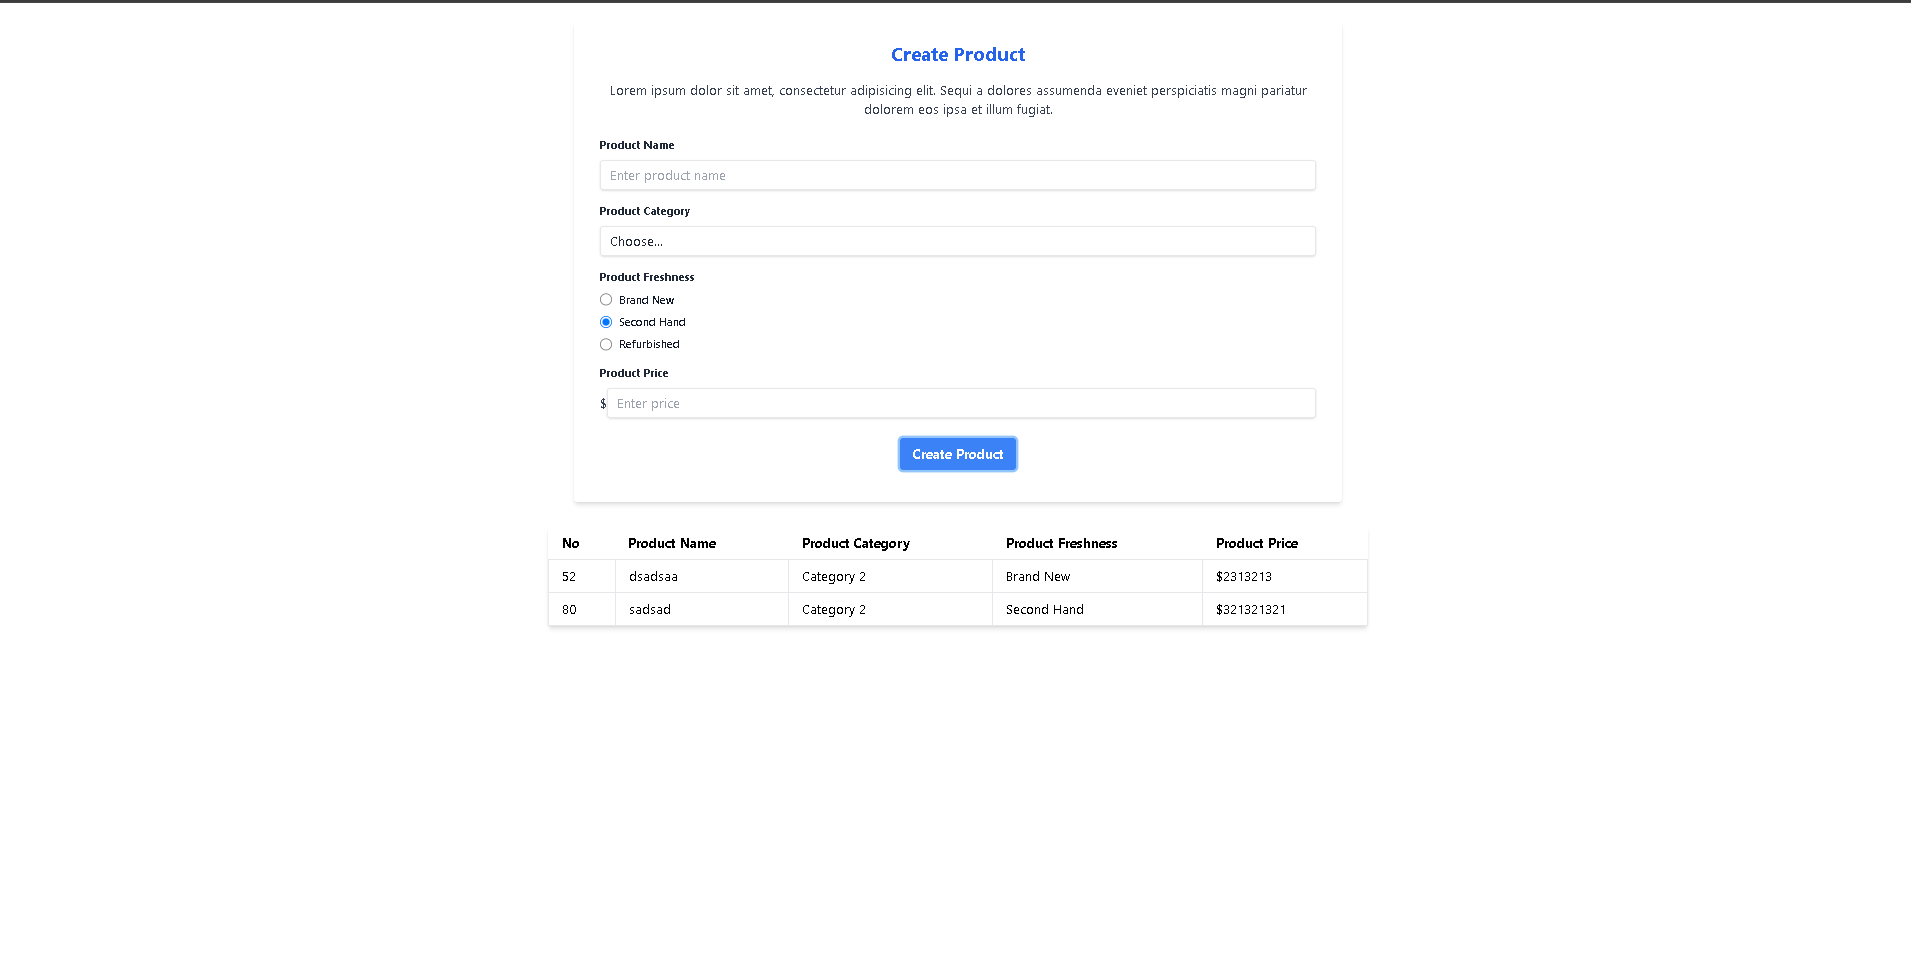 Create Product
Lorem ipsum dolor sit amet, consectetur adipisicing elit. Sequi a dolores assumenda eveniet perspiciatis magni pariatur
dolorem eos ipsa et illum fugiat.
Product Name
Enter product name
Product Category
Choose...
Product Freshness
Brand New
Second Hand
Refurbished
Product Price
$ Enter price
Create Product
No Product Name Product Category Product Freshness Product Price
52 dsadsaa Category 2 Brand New $2313213
80 sadsad Category 2 Second Hand $321321321